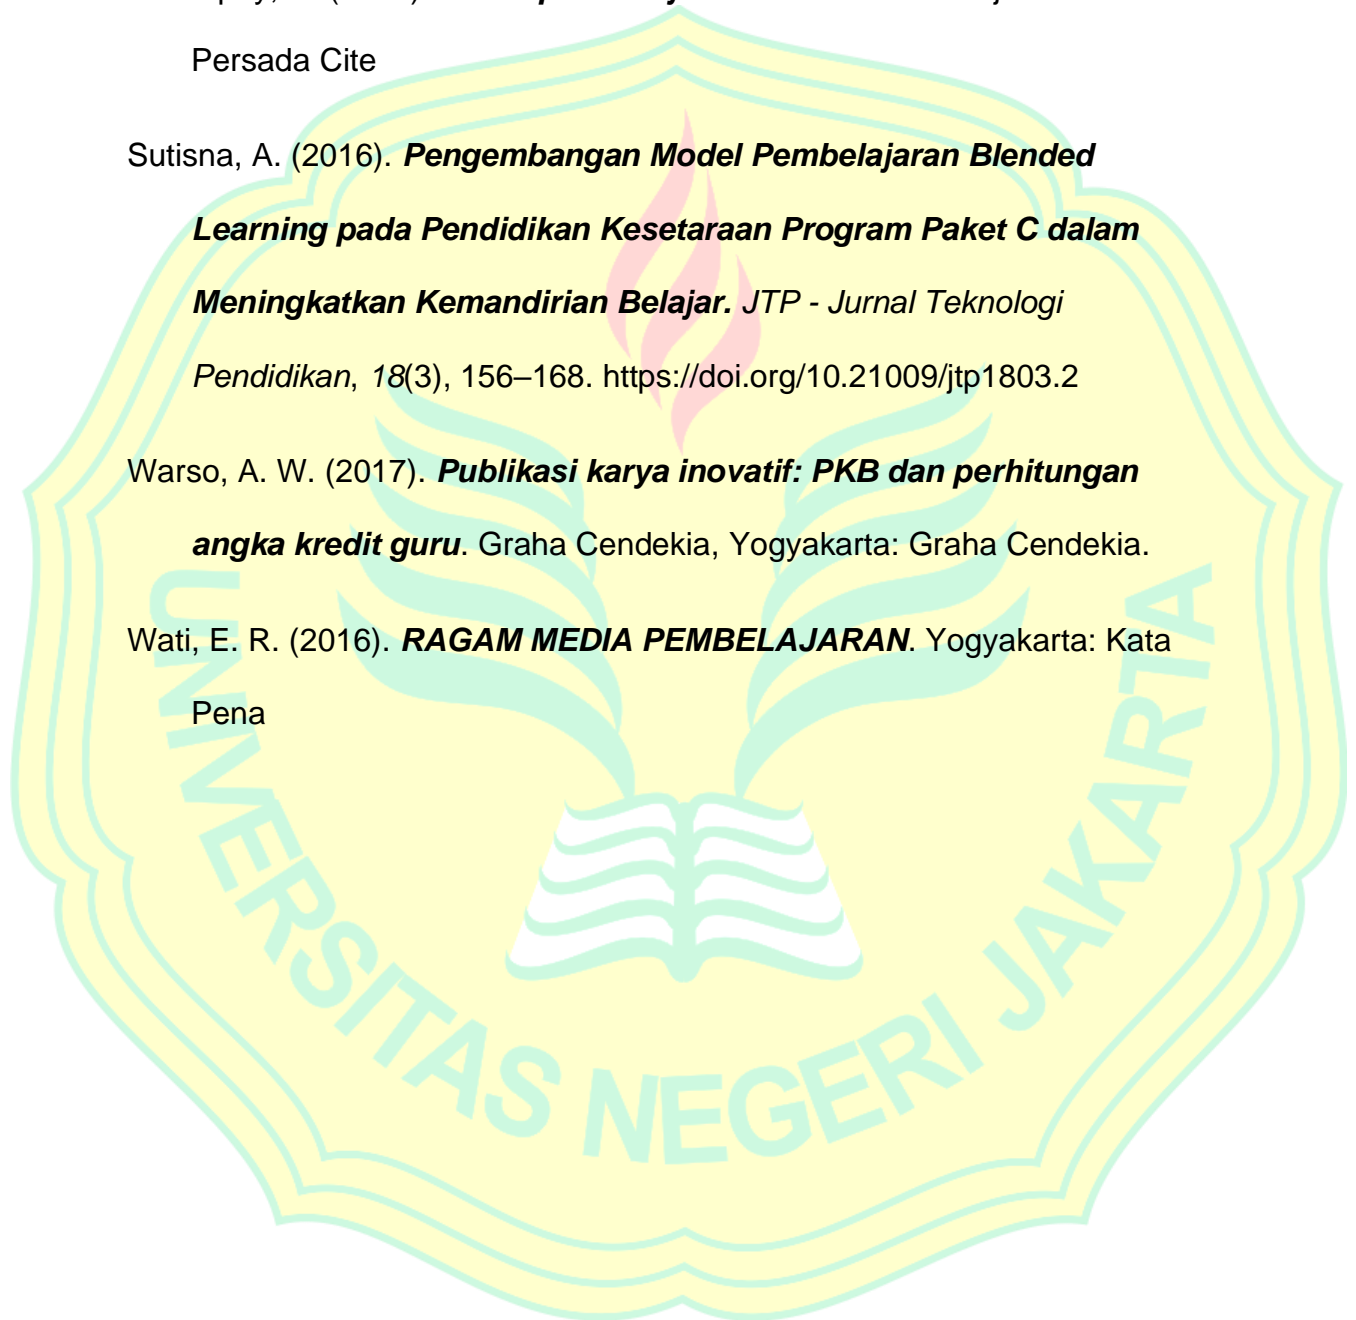 Persada Cite
Sutisna, A. (2016). Pengembangan Model Pembelajaran Blended
Learning pada Pendidikan Kesetaraan Program Paket C dalam
Meningkatkan Kemandirian Belajar. JTP - Jurnal Teknologi
Pendidikan, 18(3), 156–168. https://doi.org/10.21009/jtp1803.2
Warso, A. W. (2017). Publikasi karya inovatif: PKB dan perhitungan
angka kredit guru. Graha Cendekia, Yogyakarta: Graha Cendekia.
Wati, E. R. (2016). RAGAM MEDIA PEMBELAJARAN. Yogyakarta: Kata
Pena
UNIVERSITAS NEGERI JAKARTA